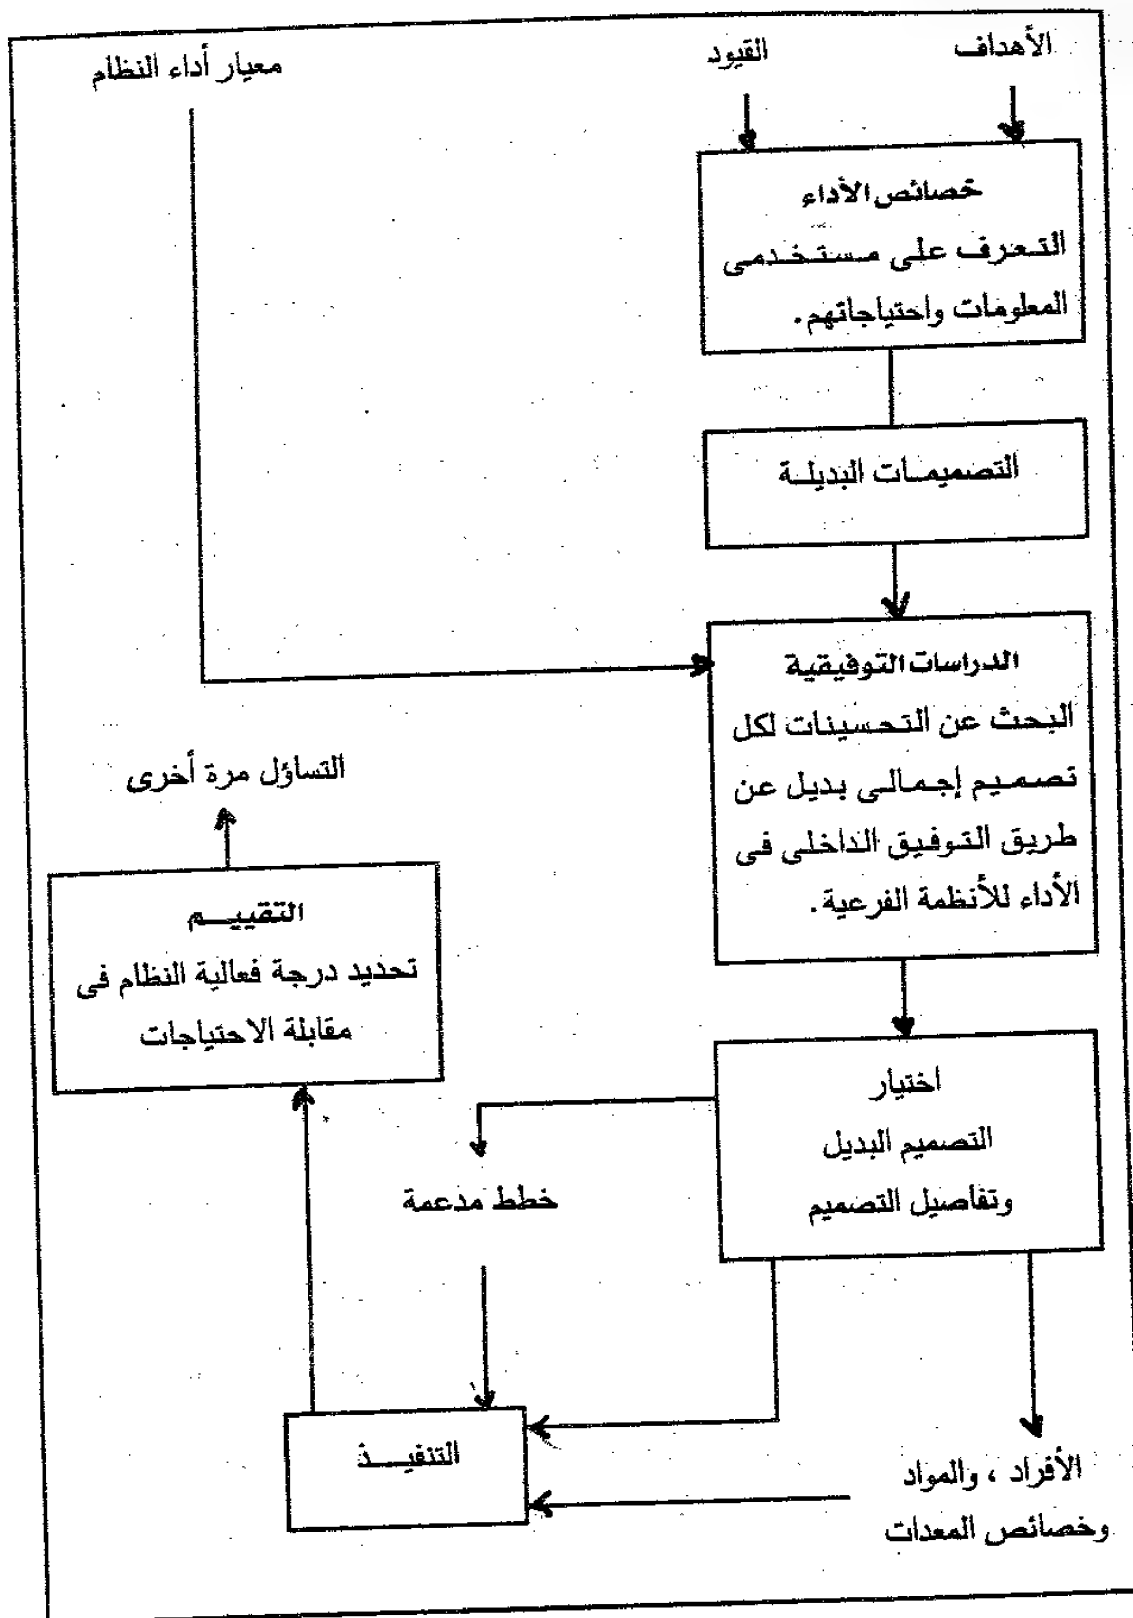 الأهداف
القيود
معيار أداء النظام
خصائص الأداء
التعرف على مستخدمى
المعلومات واحتياجاتهم.
التصميمات البديلة
الدراسات التوفيقية
البحث عن التحسينات لكل
تصميم إجمالى بديل عن
طريق التوفيق الداخلى فى
الأداء للأنظمة الفرعية.
التساؤل مرة أخرى
التقييم
تحديد درجة فعالية النظام فى
مقابلة الاحتياجات
اختيار
التصميم البديل
وتفاصيل التصميم
خطط مدعمة
التنفيذ
الأفراد ، والمواد
وخصائص المعدات